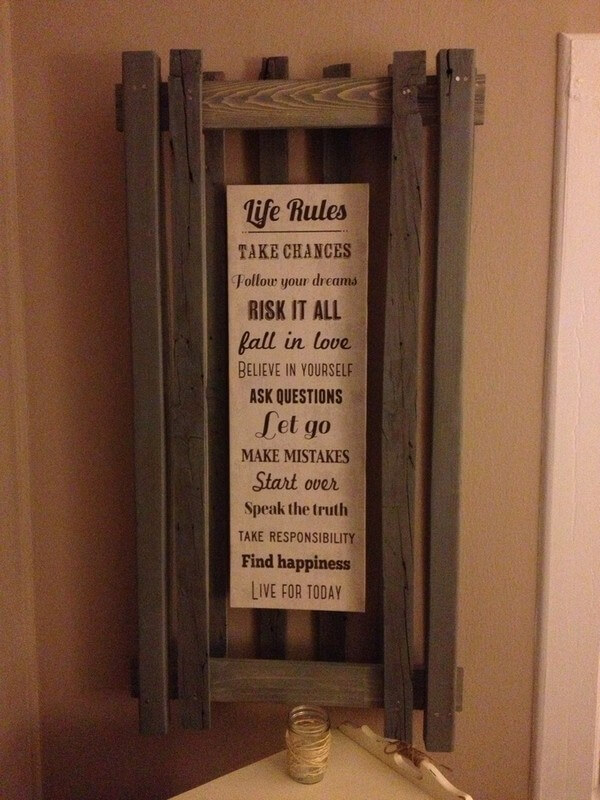 Life Rules
TAKE CHANCES
Follow your dreams
RISK IT ALL
fall in love
BELIEVE IN YOURSELF
ASK QUESTIONS
Let go
MAKE MISTAKES
Start over
Speak the truth
TAKE RESPONSIBILITY
Find happiness
LIVE FOR TODAY